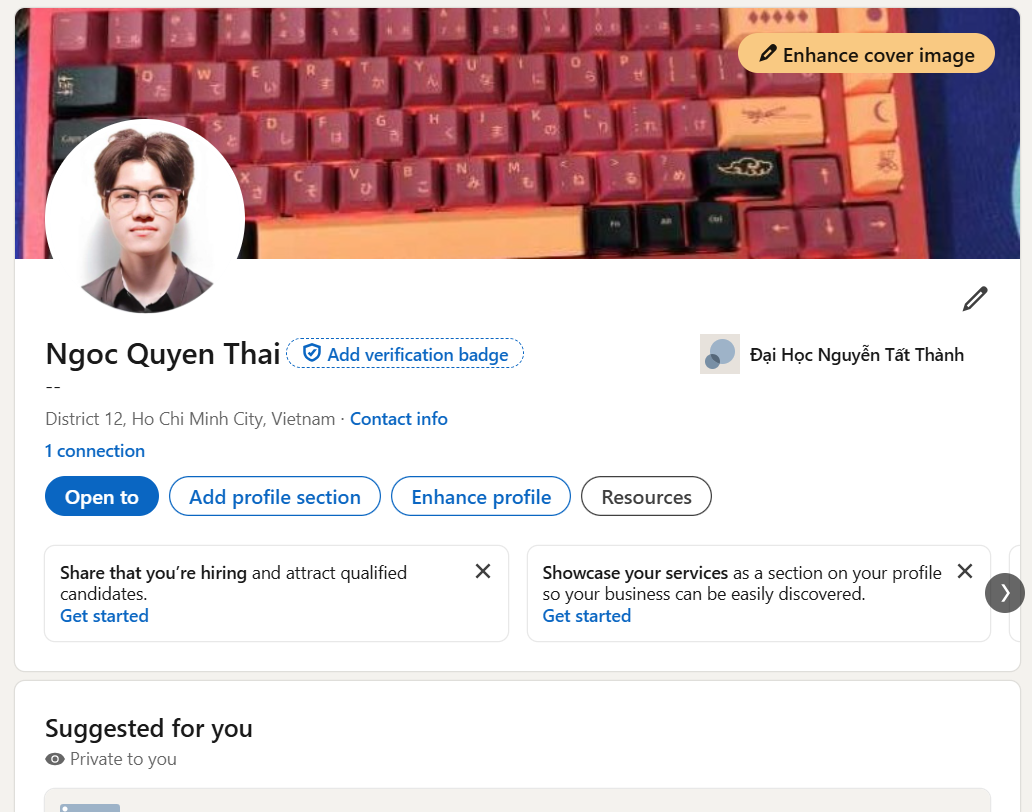 Enhance cover image
Ngoc Quyen Thai
Add verification badge
Đại Học Nguyễn Tất Thành
--
District 12, Ho Chi Minh City, Vietnam · Contact info
1 connection
Open to
Add profile section
Enhance profile
Resources
Share that you’re hiring and attract qualified
candidates.
Get started
Showcase your services as a section on your profile
so your business can be easily discovered.
Get started
Suggested for you
Private to you